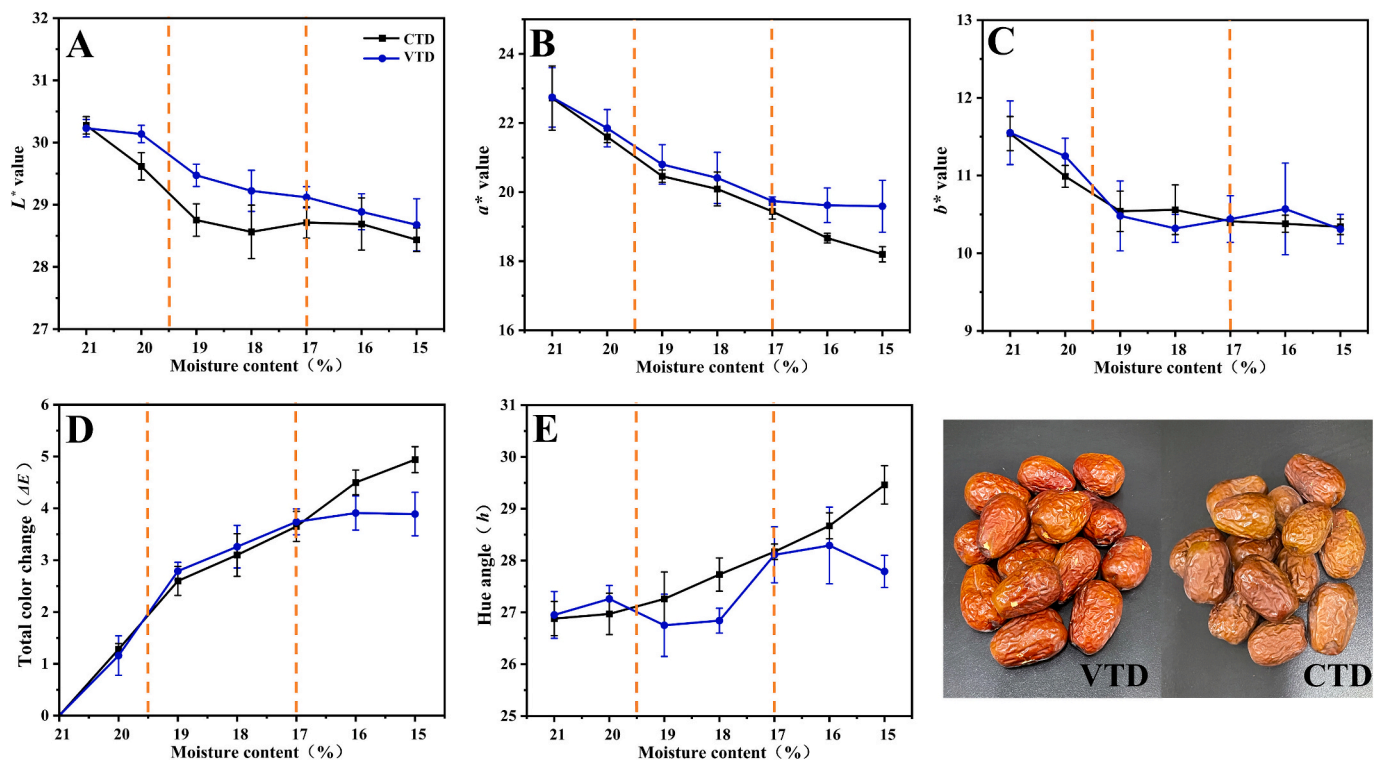 A
CTD
VTD
L* value
32
31
30
29
28
27
21 20 19 18 17 16 15
Moisture content（%）
B
a* value
24
22
20
18
16
21 20 19 18 17 16 15
Moisture content（%）
C
b* value
13
12
11
10
9
21 20 19 18 17 16 15
Moisture content（%）
D
Total color change（ΔE）
6
5
4
3
2
1
0
21 20 19 18 17 16 15
Moisture content（%）
E
Hue angle（h）
31
30
29
28
27
26
25
21 20 19 18 17 16 15
Moisture content（%）
VTD
CTD